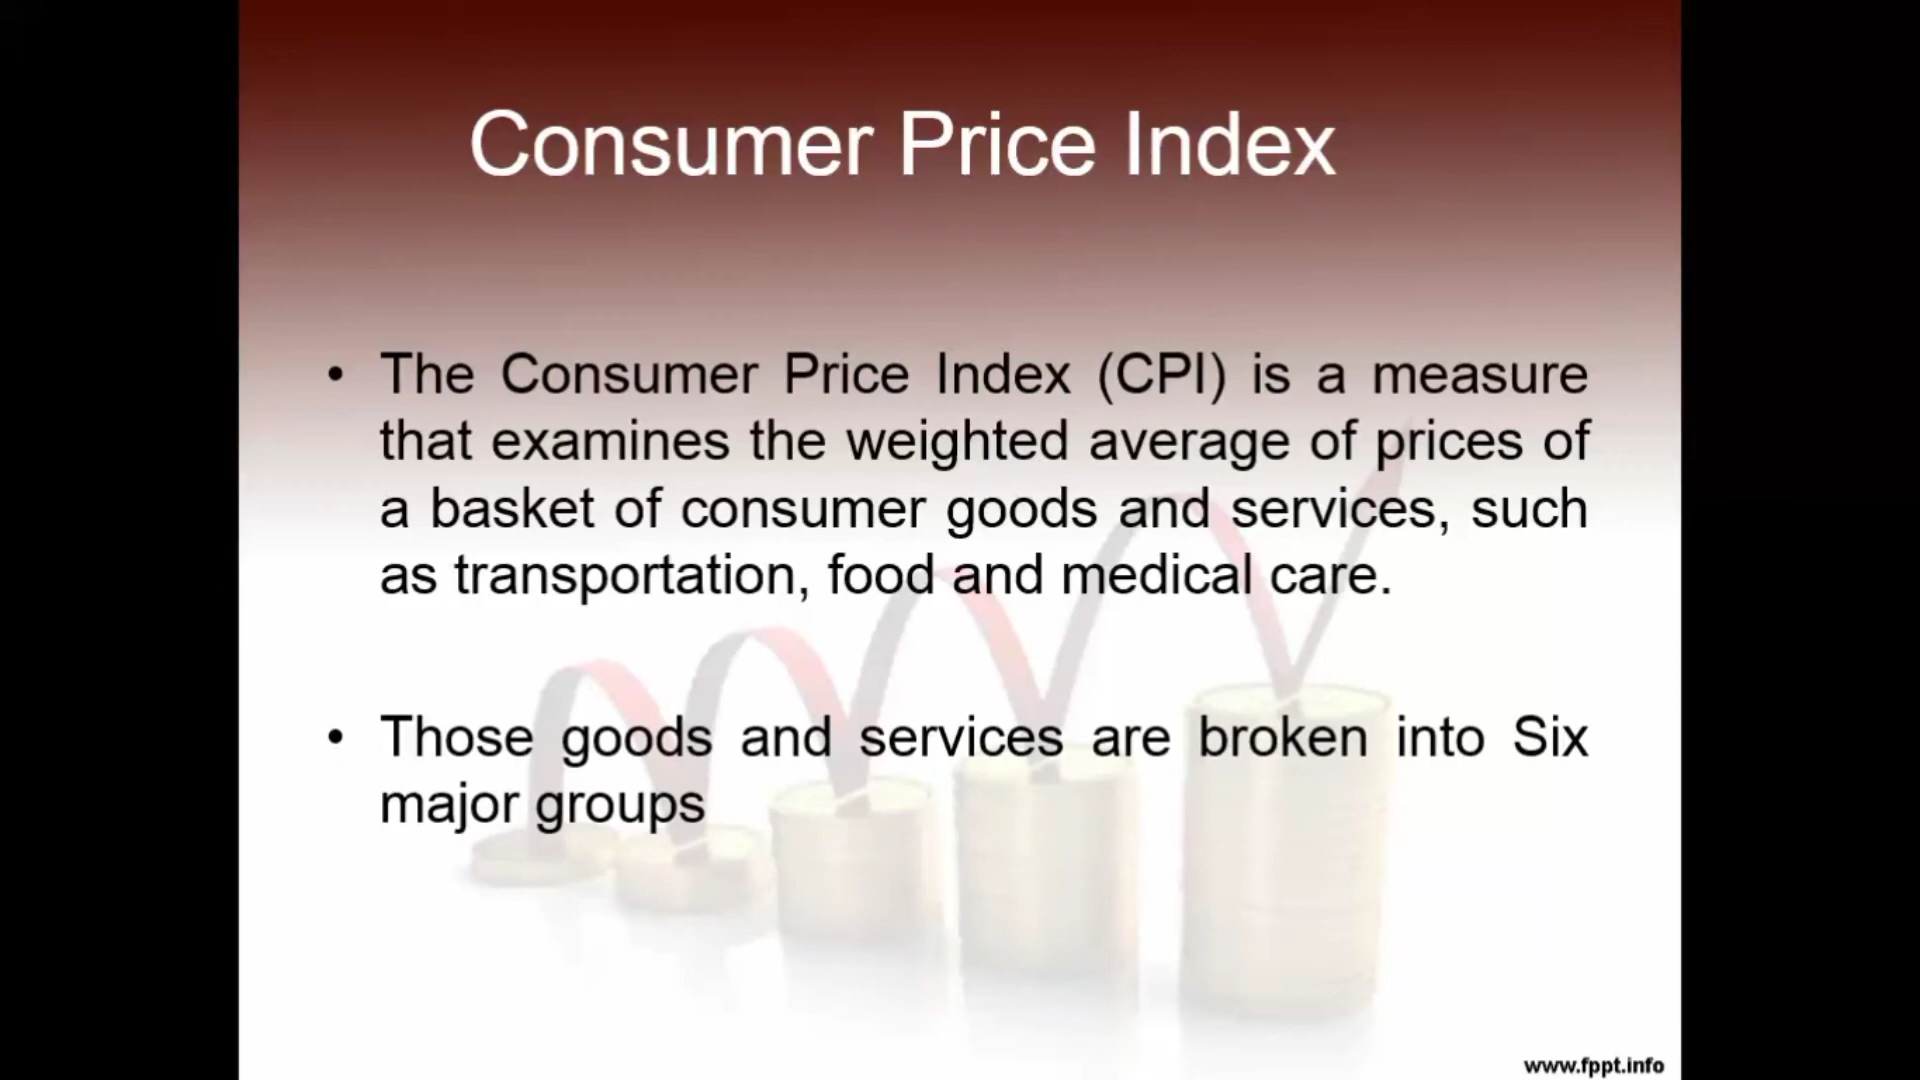 Consumer Price Index
• The Consumer Price Index (CPI) is a measure
that examines the weighted average of prices of
a basket of consumer goods and services, such
as transportation, food and medical care.
• Those goods and services are broken into Six
major groups
www.fppt.info